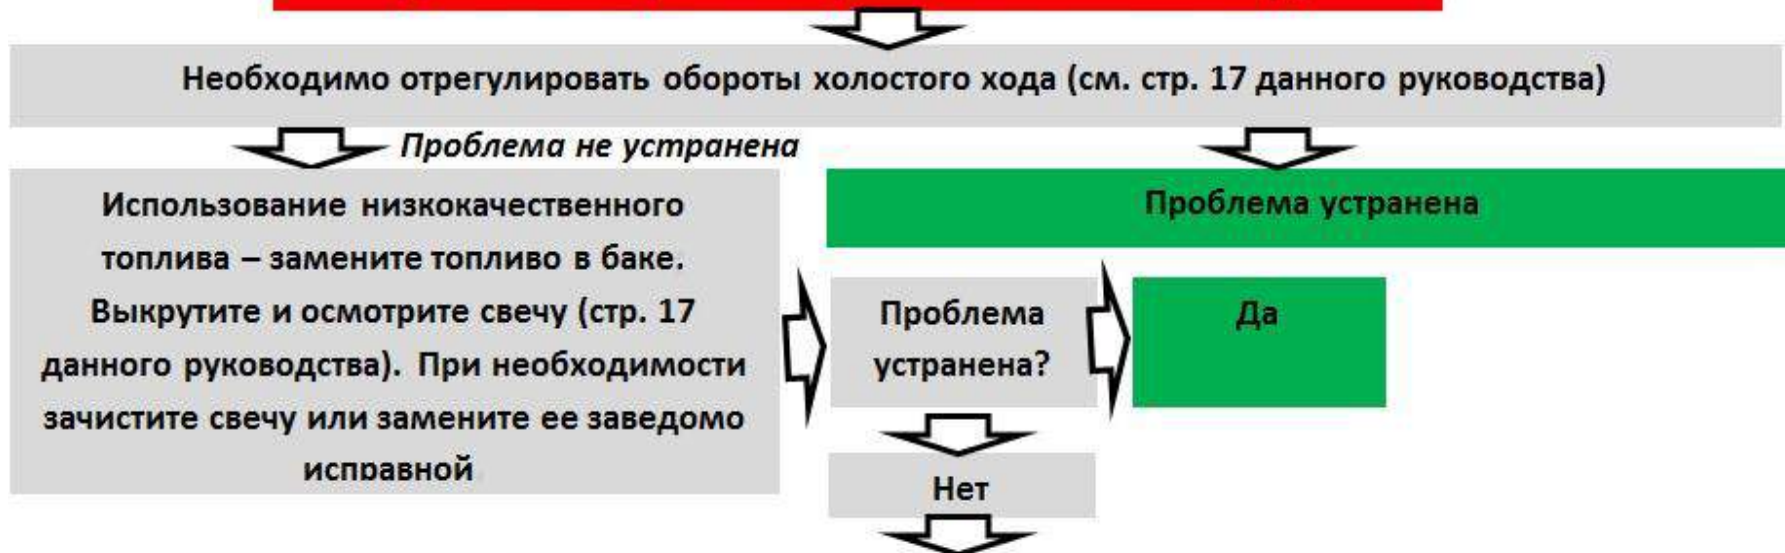 Необходимо отрегулировать обороты холостого хода (см. стр. 17 данного руководства)
Проблема не устранена
Использование низкокачественного
топлива – замените топливо в баке.
Выкрутите и осмотрите свечу (стр. 17
данного руководства). При необходимости
зачистите свечу или замените ее заведомо
исправной
Проблема устранена
Проблема
устранена?
Да
Нет